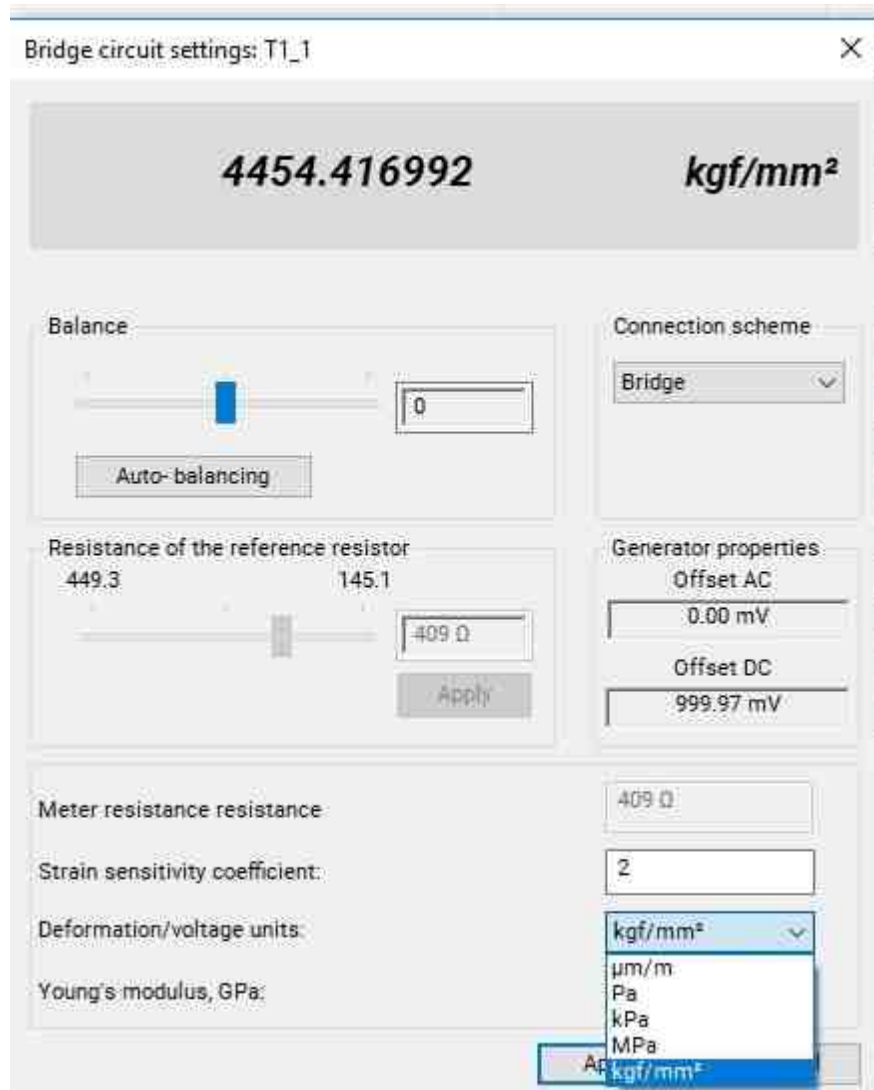 Bridge circuit settings: T1_1
4454.416992 kgf/mm²
Balance
0
Auto- balancing
Connection scheme
Bridge
Resistance of the reference resistor
449.3 145.1
409 Ω
Apply
Generator properties
Offset AC
0.00 mV
Offset DC
999.97 mV
Meter resistance resistance 409 Ω
Strain sensitivity coefficient: 2
Deformation/voltage units: kgf/mm²
Young's modulus, GPa:
µm/m
Pa
kPa
MPa
kgf/mm²